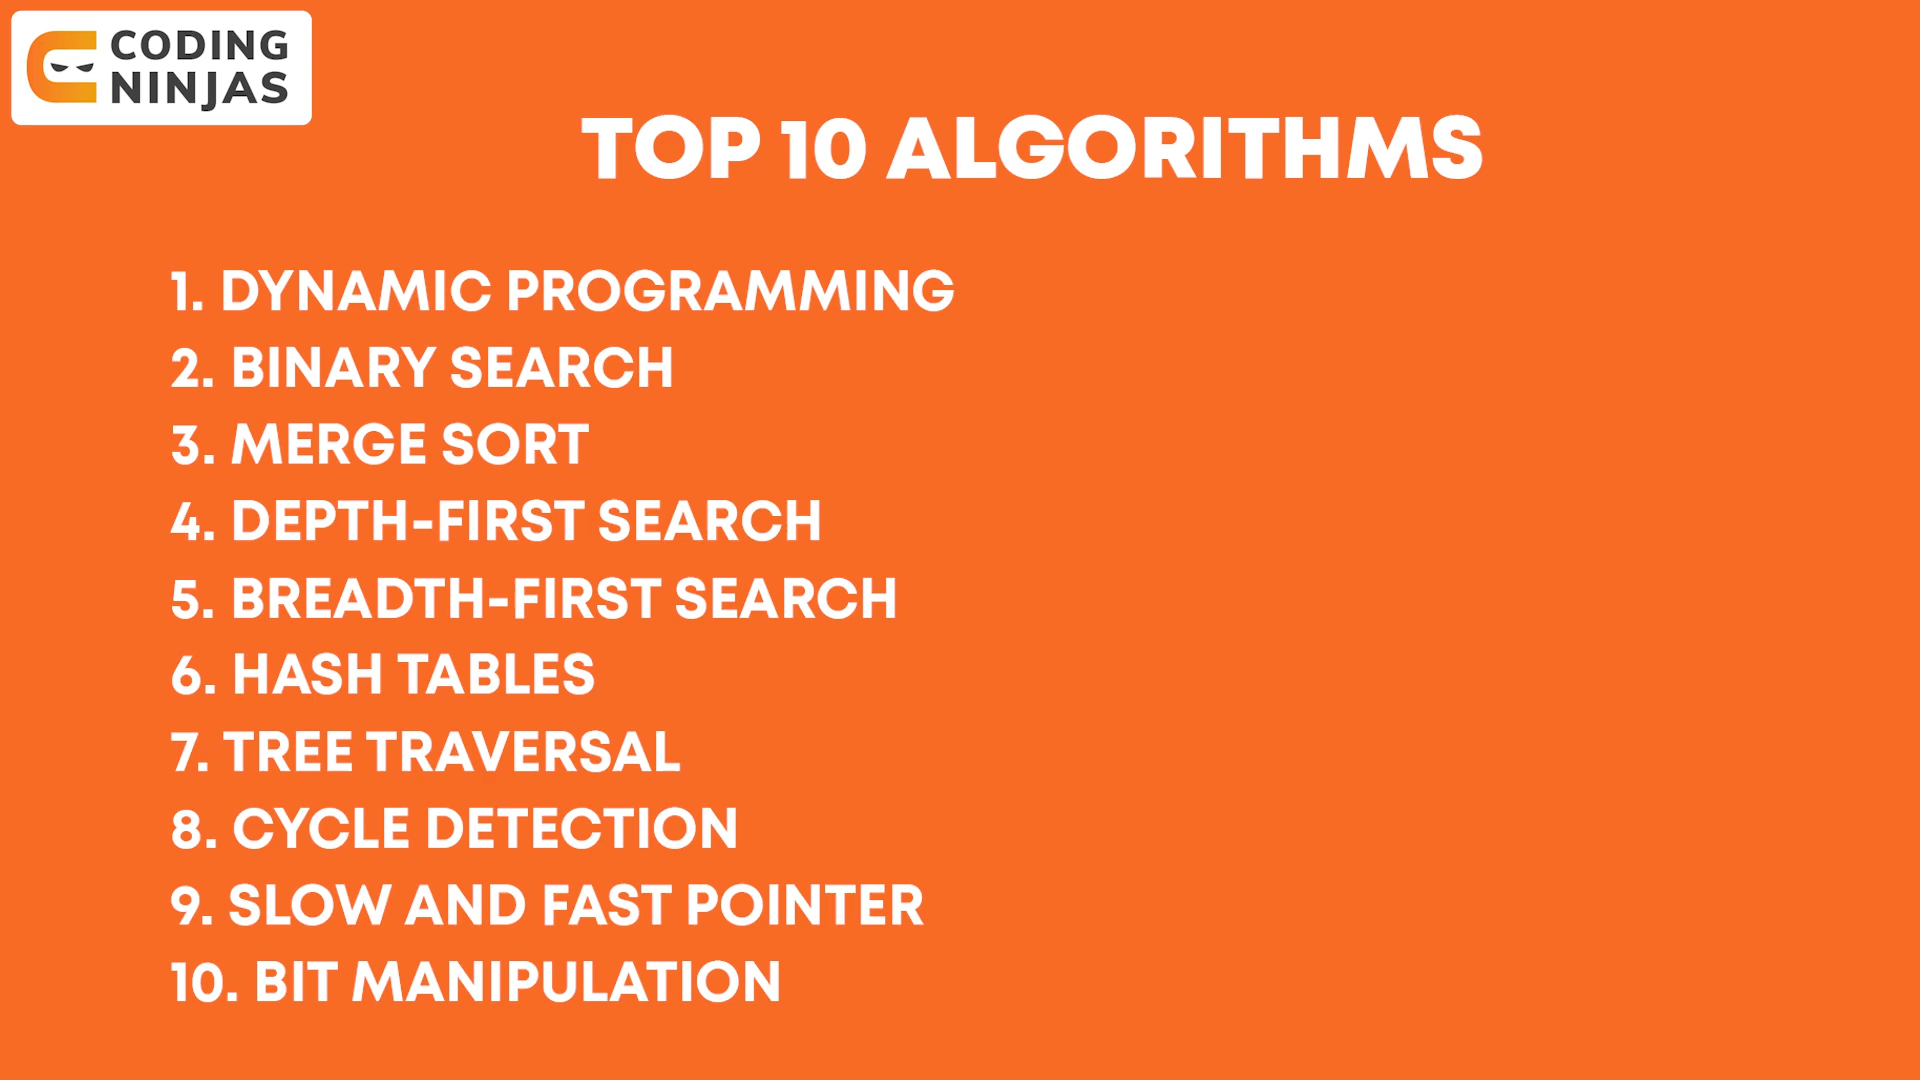 CODING
NINJAS
TOP 10 ALGORITHMS
1. DYNAMIC PROGRAMMING
2. BINARY SEARCH
3. MERGE SORT
4. DEPTH-FIRST SEARCH
5. BREADTH-FIRST SEARCH
6. HASH TABLES
7. TREE TRAVERSAL
8. CYCLE DETECTION
9. SLOW AND FAST POINTER
10. BIT MANIPULATION